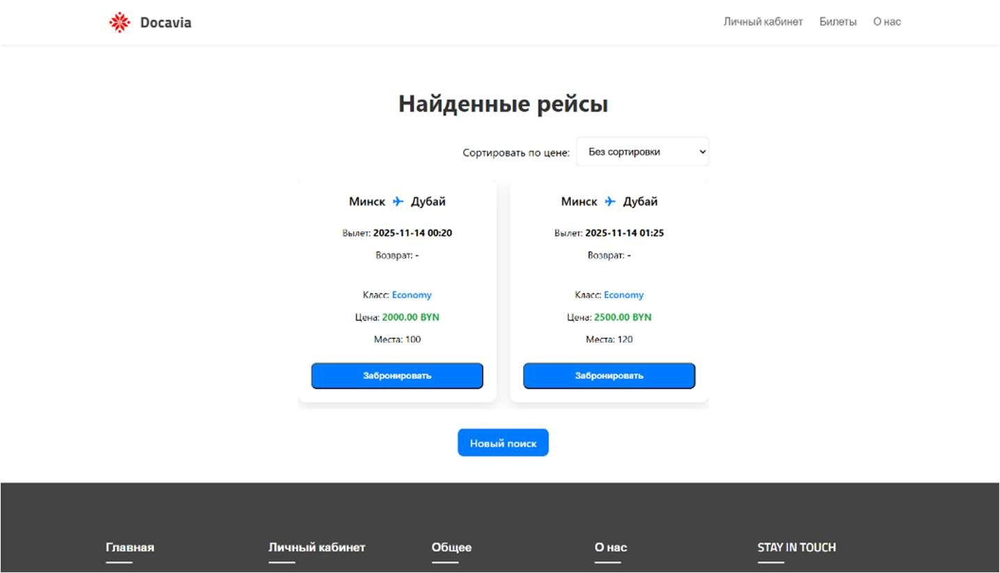 Docavia
Личный кабинет Билеты О нас
Найденные рейсы
Сортировать по цене: Без сортировки
Минск Дубай
Вылет: 2025-11-14 00:20
Возврат: -
Класс: Economy
Цена: 2000.00 BYN
Места: 100
Забронировать
Минск Дубай
Вылет: 2025-11-14 01:25
Возврат: -
Класс: Economy
Цена: 2500.00 BYN
Места: 120
Забронировать
Новый поиск
Главная Личный кабинет Общее О нас STAY IN TOUCH